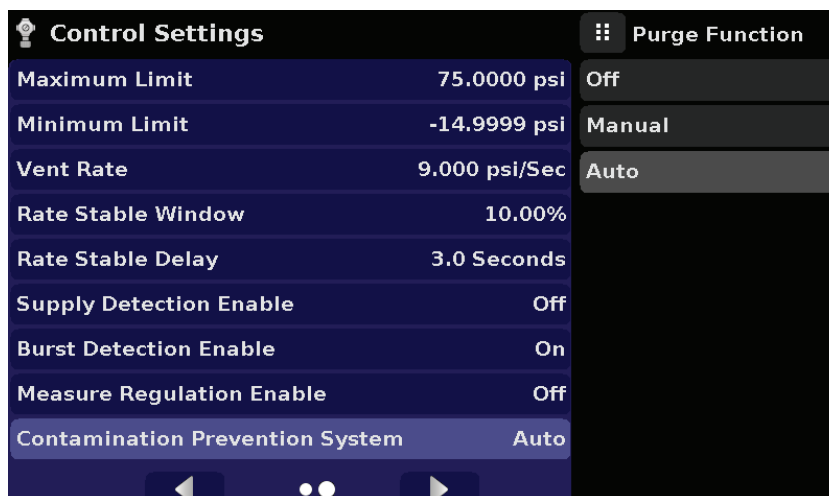 Control Settings
Maximum Limit 75.0000 psi
Minimum Limit -14.9999 psi
Vent Rate 9.000 psi/Sec
Rate Stable Window 10.00%
Rate Stable Delay 3.0 Seconds
Supply Detection Enable Off
Burst Detection Enable On
Measure Regulation Enable Off
Contamination Prevention System Auto
Purge Function
Off
Manual
Auto